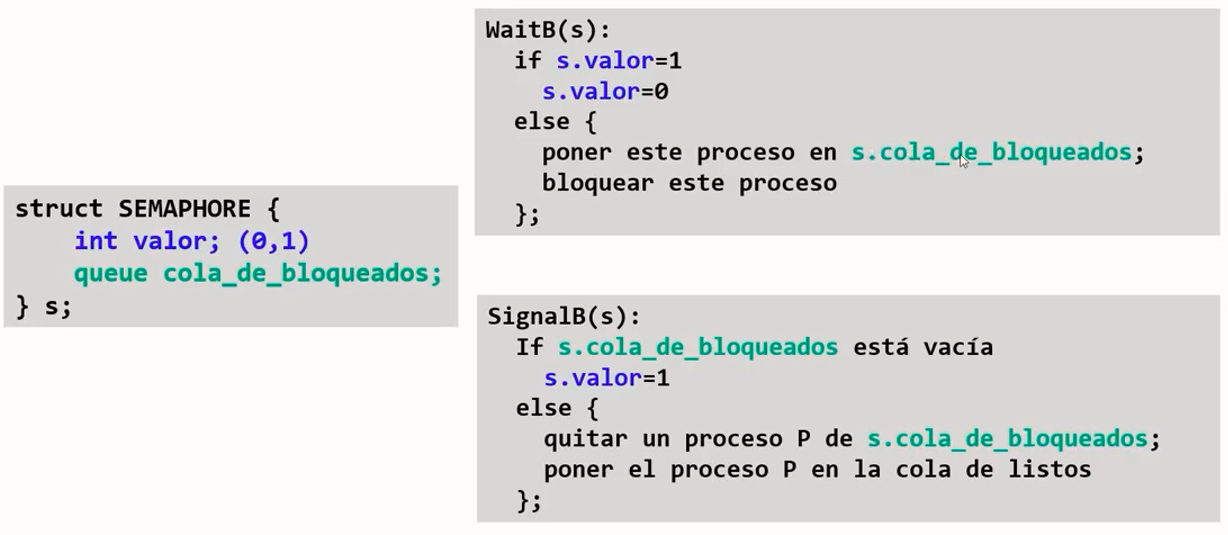 struct SEMAPHORE {
int valor; (0,1)
queue cola_de_bloqueados;
} s;
WaitB(s):
if s.valor=1
s.valor=0
else {
poner este proceso en s.cola_de_bloqueados;
bloquear este proceso
};
SignalB(s):
If s.cola_de_bloqueados está vacía
s.valor=1
else {
quitar un proceso P de s.cola_de_bloqueados;
poner el proceso P en la cola de listos
};